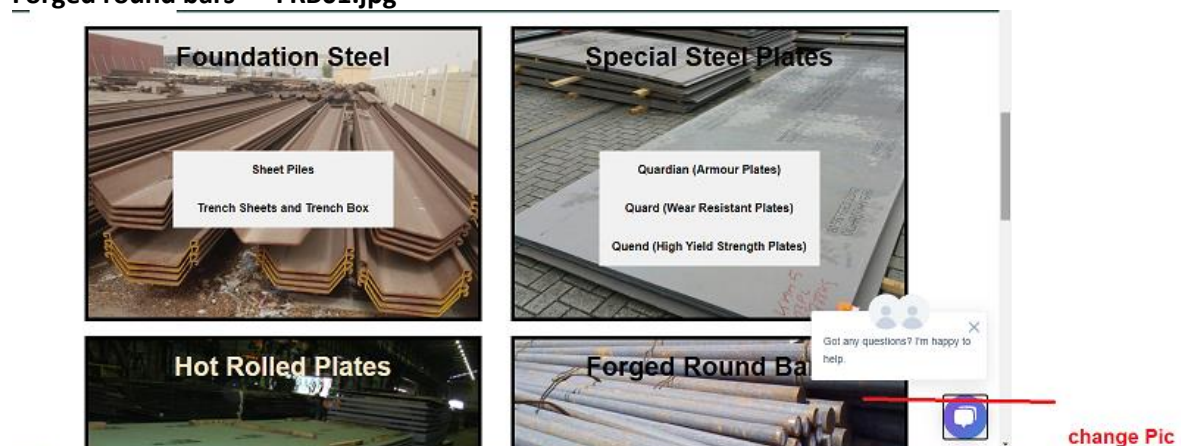 Foundation Steel
Special Steel Plates
Sheet Piles
Trench Sheets and Trench Box
Quardian (Armour Plates)
Quard (Wear Resistant Plates)
Quend (High Yield Strength Plates)
Got any questions? I'm happy to
help.
Hot Rolled Plates
Forged Round Ba
change Pic